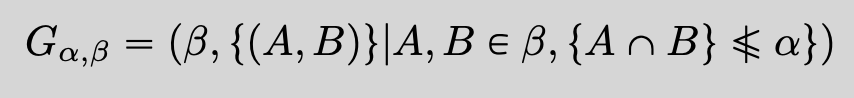 G_{α,β} = (β, {(A, B)}|A, B ∈ β, {A ∩ B} ≰ α})